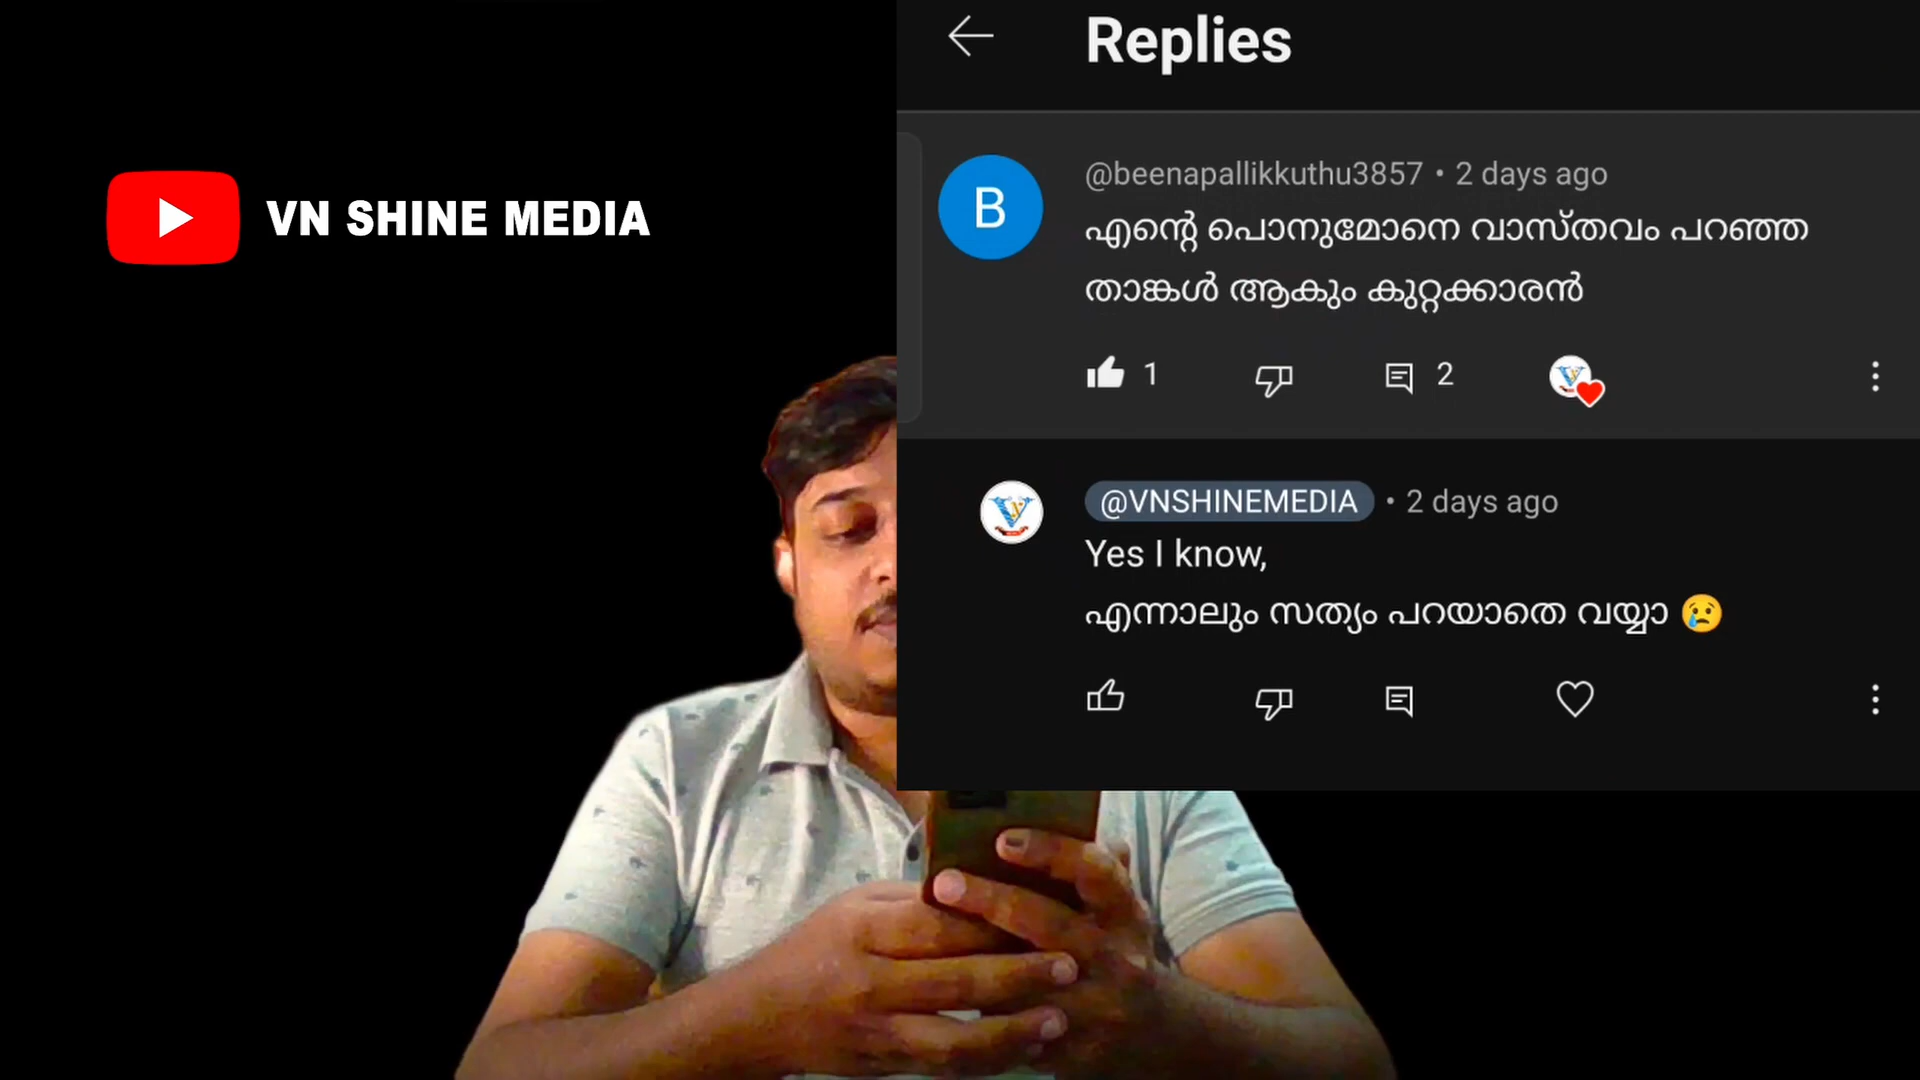 VN SHINE MEDIA
Replies
B
@beenapallikkuthu3857 • 2 days ago
എന്റെ പൊനുമോനെ വാസ്തവം പറഞ്ഞ
താങ്കൾ ആകും കുറ്റക്കാരൻ
1
2
@VNSHINEMEDIA • 2 days ago
Yes I know,
എന്നാലും സത്യം പറയാതെ വയ്യാ 😢